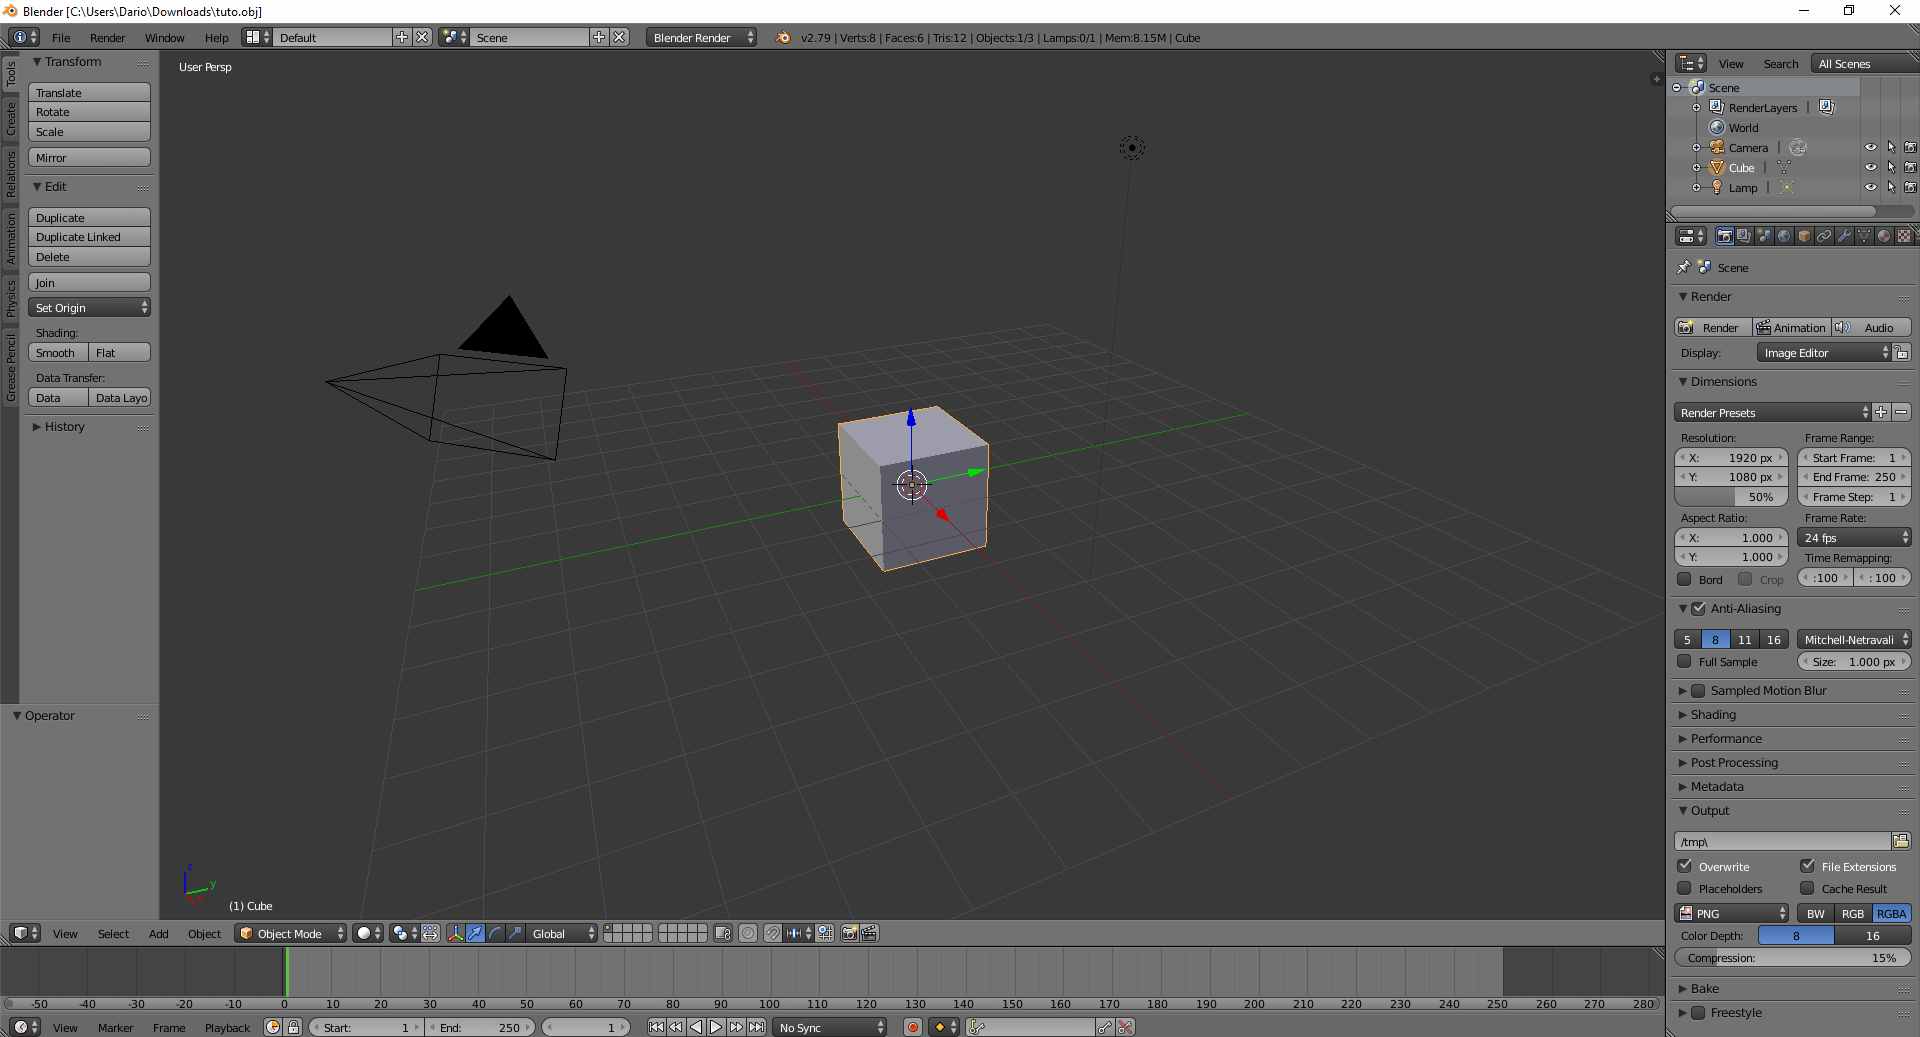 Blender [C:\Users\Dario\Downloads\tuto.obj]
File Render Window Help Default Scene Blender Render v2.79 | Verts:8 | Faces:6 | Tris:12 | Objects:1/3 | Lamps:0/1 | Mem:8.15M | Cube
Tools
Create
Relations
Animation
Physics
Grease Pencil
Transform
Translate
Rotate
Scale
Mirror
Edit
Duplicate
Duplicate Linked
Delete
Join
Set Origin
Shading:
Smooth Flat
Data Transfer:
Data Data Layo
History
Operator
User Persp
z
y
(1) Cube
View Select Add Object Object Mode Global
-50 -40 -30 -20 -10 0 10 20 30 40 50 60 70 80 90 100 110 120 130 140 150 160 170 180 190 200 210 220 230 240 250 260 270 280
View Marker Frame Playback Start: 1 End: 250 1 No Sync
View Search All Scenes
Scene
RenderLayers
World
Camera
Cube
Lamp
Scene
Render
Render Animation Audio
Display: Image Editor
Dimensions
Render Presets
Resolution: Frame Range:
X: 1920 px Start Frame: 1
Y: 1080 px End Frame: 250
50% Frame Step: 1
Aspect Ratio: Frame Rate:
X: 1.000 24 fps
Y: 1.000 Time Remapping:
Bord Crop :100 : 100
Anti-Aliasing
5 8 11 16 Mitchell-Netravali
Full Sample Size: 1.000 px
Sampled Motion Blur
Shading
Performance
Post Processing
Metadata
Output
/tmp\
Overwrite File Extensions
Placeholders Cache Result
PNG BW RGB RGBA
Color Depth: 8 16
Compression: 15%
Bake
Freestyle